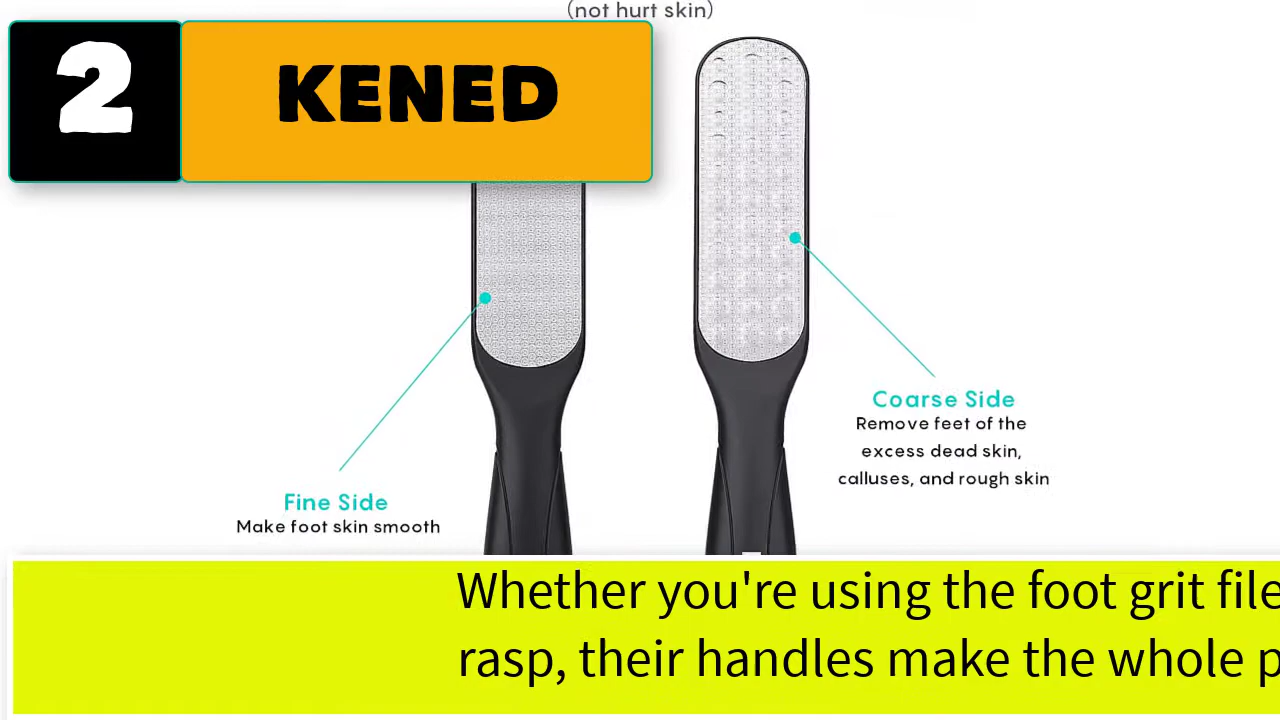 (not hurt skin)
2
KENED
Coarse Side
Remove feet of the
excess dead skin,
calluses, and rough skin
Fine Side
Make foot skin smooth
Whether you're using the foot grit file
rasp, their handles make the whole p